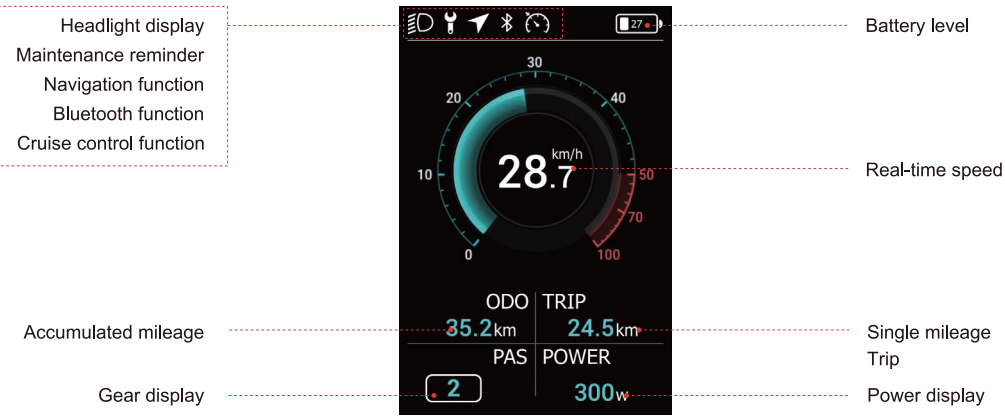 Headlight display
Maintenance reminder
Navigation function
Bluetooth function
Cruise control function
27
Battery level
30
20
40
km/h
28.7
10
50
Real-time speed
70
0
100
ODO
TRIP
Accumulated mileage
35.2km
24.5km
Single mileage
Trip
PAS
POWER
Gear display
2
300w
Power display